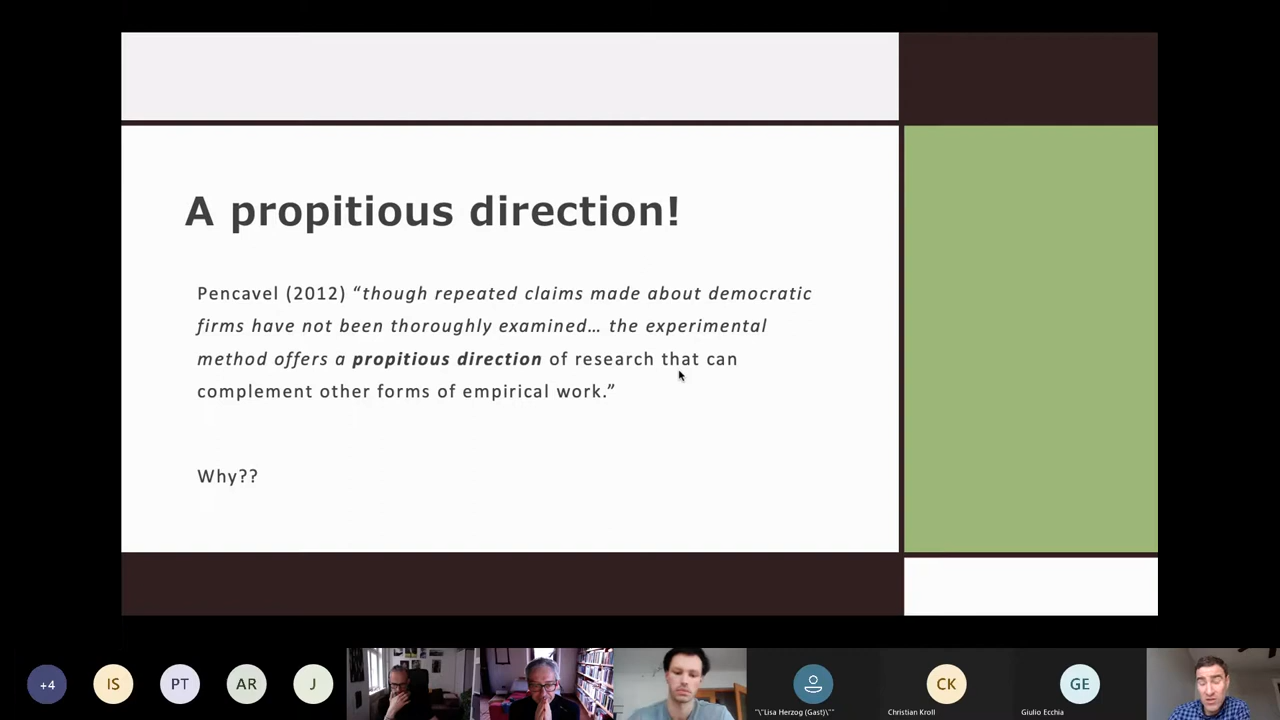 A propitious direction!
Pencavel (2012) “though repeated claims made about democratic
firms have not been thoroughly examined… the experimental
method offers a propitious direction of research that can
complement other forms of empirical work.”
Why??
+4
IS
PT
AR
J
CK
GE
"\"Lisa Herzog (Gast)\""
Christian Kroll
Giulio Ecchia